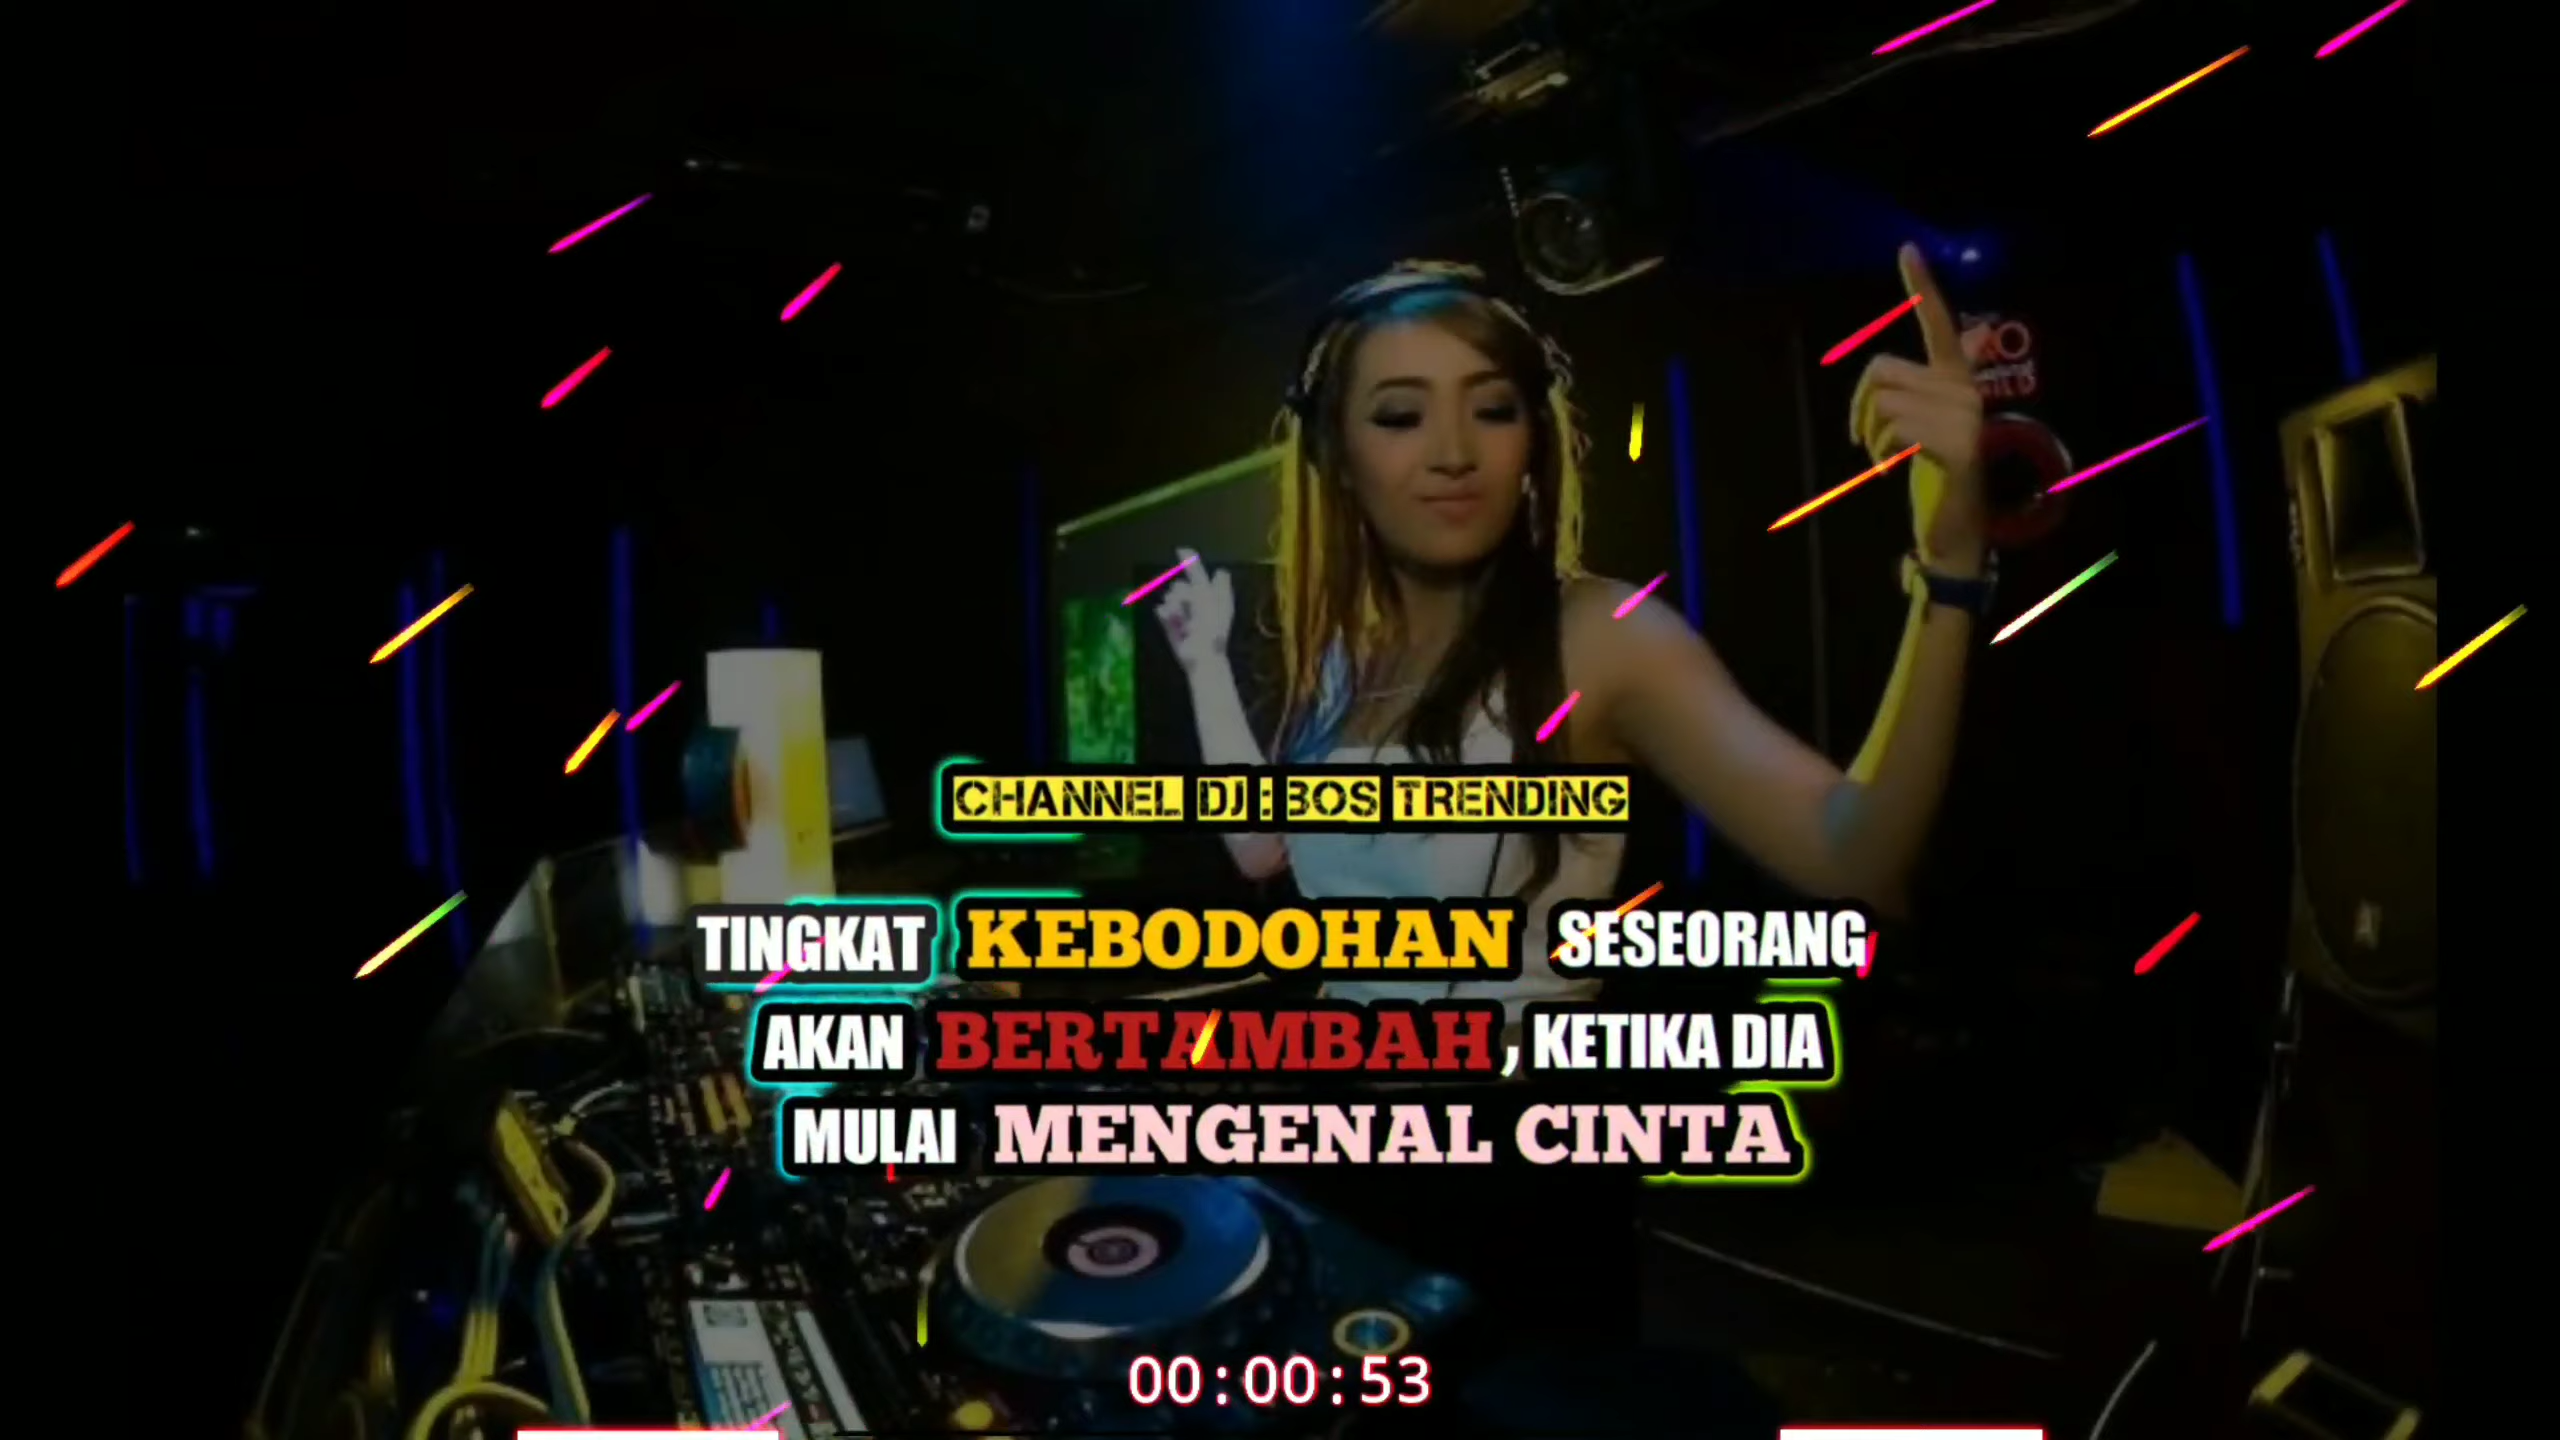 CHANNEL DJ : BOS TRENDING
TINGKAT KEBODOHAN SESEORANG
AKAN BERTAMBAH, KETIKA DIA
MULAI MENGENAL CINTA
00:00:53